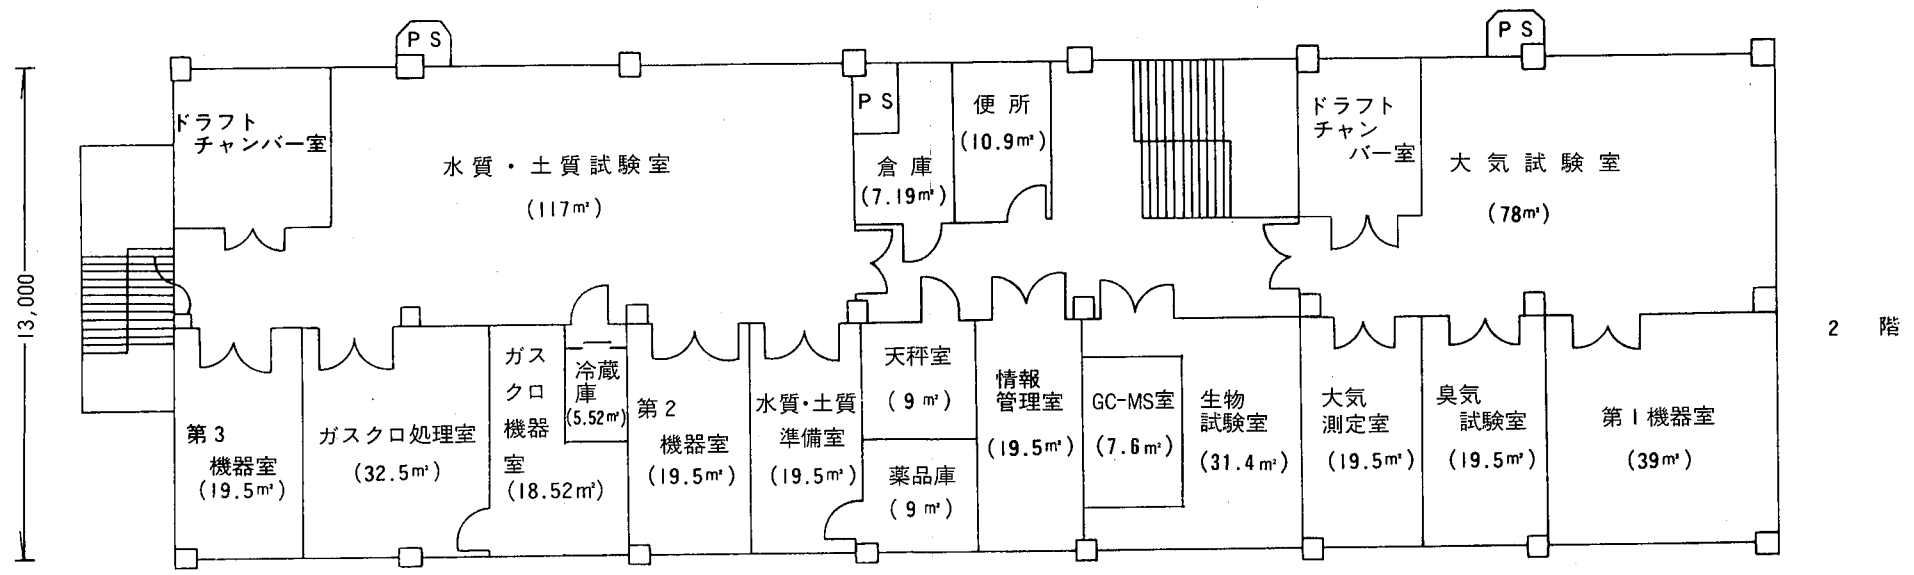 PS
PS
13,000
ドラフト
チャンバー室
水質・土質試験室
(117㎡)
PS
倉庫
(7.19㎡)
便所
(10.9㎡)
ドラフト
チャン
バー室
大気試験室
(78㎡)
2階
第3
機器室
(19.5㎡)
ガスクロ処理室
(32.5㎡)
ガス
クロ
機器
室
(18.52㎡)
冷蔵
庫
(5.52㎡)
第2
機器室
(19.5㎡)
水質・土質
準備室
(19.5㎡)
天秤室
(9㎡)
薬品庫
(9㎡)
情報
管理室
(19.5㎡)
GC-MS室
(7.6㎡)
生物
試験室
(31.4㎡)
大気
測定室
(19.5㎡)
臭気
試験室
(19.5㎡)
第1機器室
(39㎡)